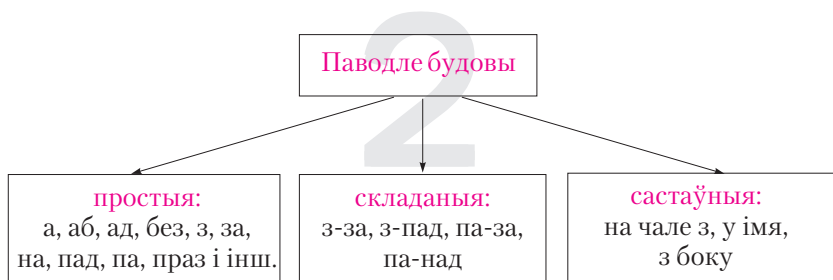 2
Паводле будовы
простыя:
а, аб, ад, без, з, за,
на, пад, па, праз і інш.
складаныя:
з-за, з-пад, па-за,
па-над
састаўныя:
на чале з, у імя,
з боку